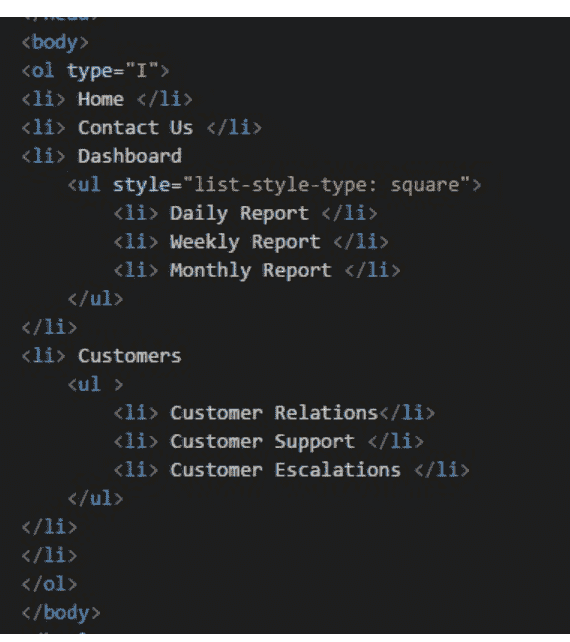 <body>
<ol type="I">
<li> Home </li>
<li> Contact Us </li>
<li> Dashboard
    <ul style="list-style-type: square">
        <li> Daily Report </li>
        <li> Weekly Report </li>
        <li> Monthly Report </li>
    </ul>
</li>
<li> Customers
    <ul >
        <li> Customer Relations</li>
        <li> Customer Support </li>
        <li> Customer Escalations </li>
    </ul>
</li>
</li>
</ol>
</body>